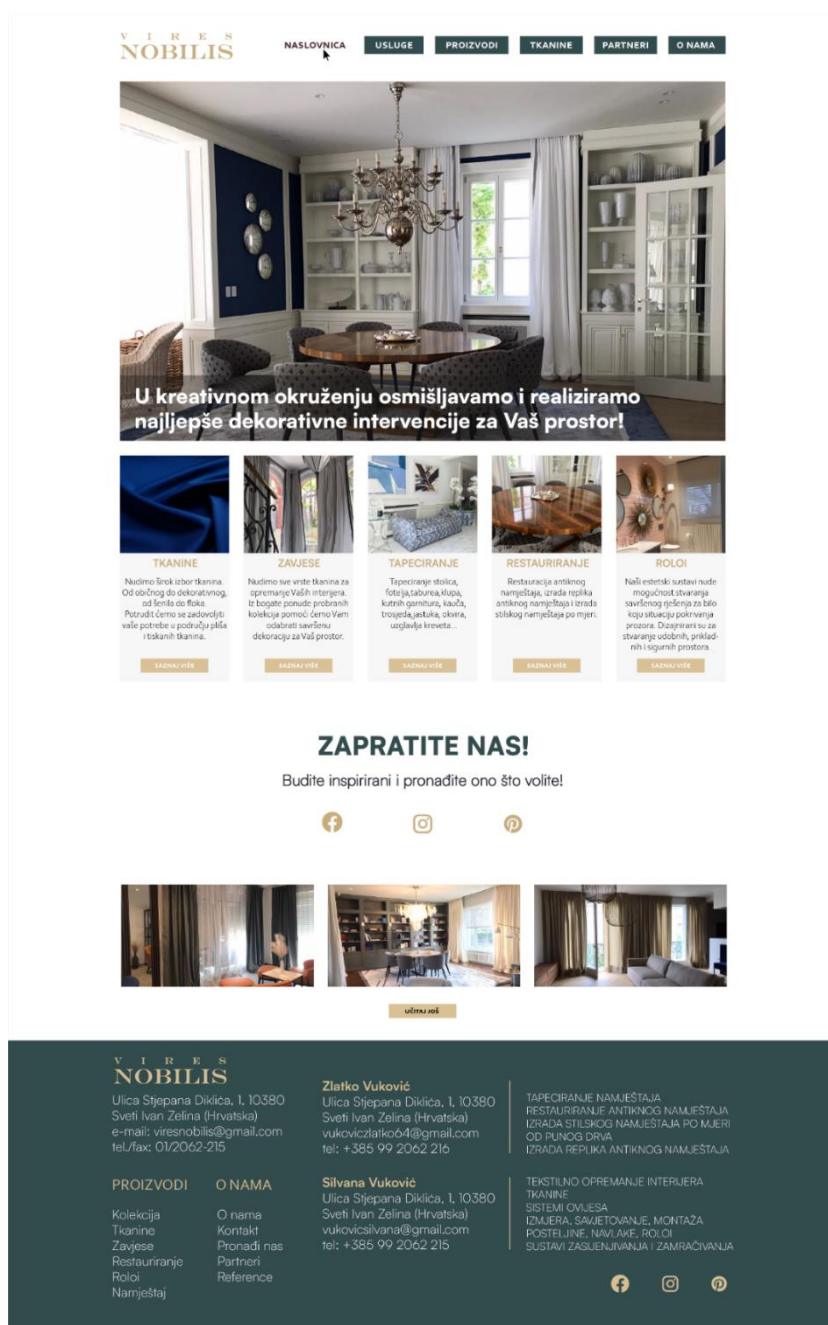 VIRES
NOBILIS
NASLOVNICA
USLUGE
PROIZVODI
TKANINE
PARTNERI
O NAMA
U kreativnom okruženju osmišljavamo i realiziramo
najljepše dekorativne intervencije za Vaš prostor!
TKANINE
Nudimo širok izbor tkanina.
Od običnog do dekorativnog,
od šenila do floka.
Potrudit ćemo se zadovoljiti
vaše potrebe u području pliša
i tiskanih tkanina.
SAZNAJ VIŠE
ZAVJESE
Nudimo sve vrste tkanina za
opremanje Vaših interijera.
Iz bogate ponude probranih
kolekcija pomoći ćemo Vam
odabrati savršenu
dekoraciju za Vaš prostor.
SAZNAJ VIŠE
TAPECIRANJE
Tapeciranje stolica,
fotelja,taburea,klupa,
kutnih garnitura, kauča,
trosjeda,jastuka, okvira,
uzglavlja kreveta...
SAZNAJ VIŠE
RESTAURIRANJE
Restauracija antiknog
namještaja, izrada replika
antiknog namještaja i izrada
stilskog namještaja po mjeri.
SAZNAJ VIŠE
ROLOI
Naši estetski sustavi nude
mogućnost stvaranja
savršenog rješenja za bilo
koju situaciju pokrivanja
prozora. Dizajnirani su za
stvaranje udobnih, priklad-
nih i sigurnih prostora.
SAZNAJ VIŠE
ZAPRATITE NAS!
Budite inspirirani i pronađite ono što volite!
učitaj još
VIRES
NOBILIS
Ulica Stjepana Diklića, 1, 10380
Sveti Ivan Zelina (Hrvatska)
e-mail: viresnobilis@gmail.com
tel./fax: 01/2062-215
PROIZVODI
Kolekcija
Tkanine
Zavjese
Restauriranje
Roloi
Namještaj
O NAMA
O nama
Kontakt
Pronađi nas
Partneri
Reference
Zlatko Vuković
Ulica Stjepana Diklića, 1, 10380
Sveti Ivan Zelina (Hrvatska)
vukoviczlatko64@gmail.com
tel: +385 99 2062 216
Silvana Vuković
Ulica Stjepana Diklića, 1, 10380
Sveti Ivan Zelina (Hrvatska)
vukovicsilvana@gmail.com
tel: +385 99 2062 215
TAPECIRANJE NAMJEŠTAJA
RESTAURIRANJE ANTIKNOG NAMJEŠTAJA
IZRADA STILSKOG NAMJEŠTAJA PO MJERI
OD PUNOG DRVA
IZRADA REPLIKA ANTIKNOG NAMJEŠTAJA
TEKSTILNO OPREMANJE INTERIJERA
TKANINE
SISTEMI OVIJESA
IZMJERA, SAVJETOVANJE, MONTAŽA
POSTELJINE, NAVLAKE, ROLOI
SUSTAVI ZASIJENJIVANJA I ZAMRAČIVANJA